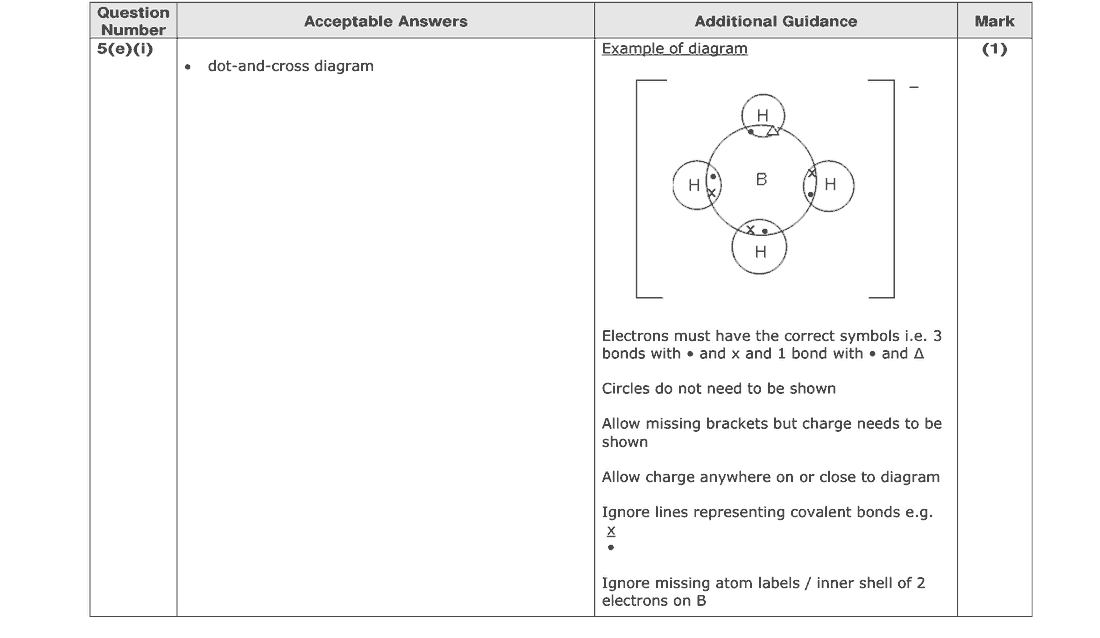 Question Number
Acceptable Answers
Additional Guidance
Mark
5(e)(i)
• dot-and-cross diagram
Example of diagram
(1)
–
H
• Δ
H
•
x
B
x
•
H
x •
H
Electrons must have the correct symbols i.e. 3
bonds with • and x and 1 bond with • and Δ
Circles do not need to be shown
Allow missing brackets but charge needs to be
shown
Allow charge anywhere on or close to diagram
Ignore lines representing covalent bonds e.g.
x
•
Ignore missing atom labels / inner shell of 2
electrons on B